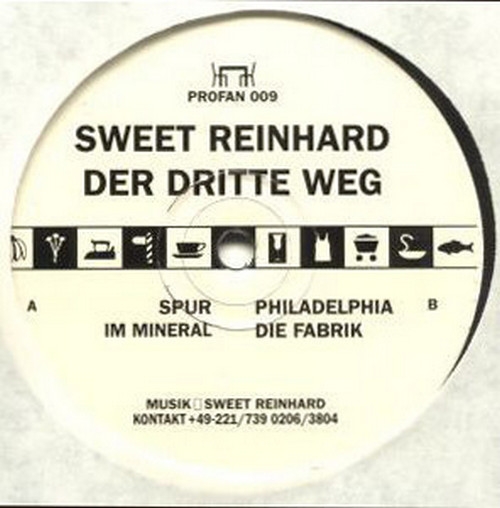 PROFAN 009
SWEET REINHARD
DER DRITTE WEG
A SPUR PHILADELPHIA B
IM MINERAL DIE FABRIK
MUSIK SWEET REINHARD
KONTAKT +49-221/739 0206/3804